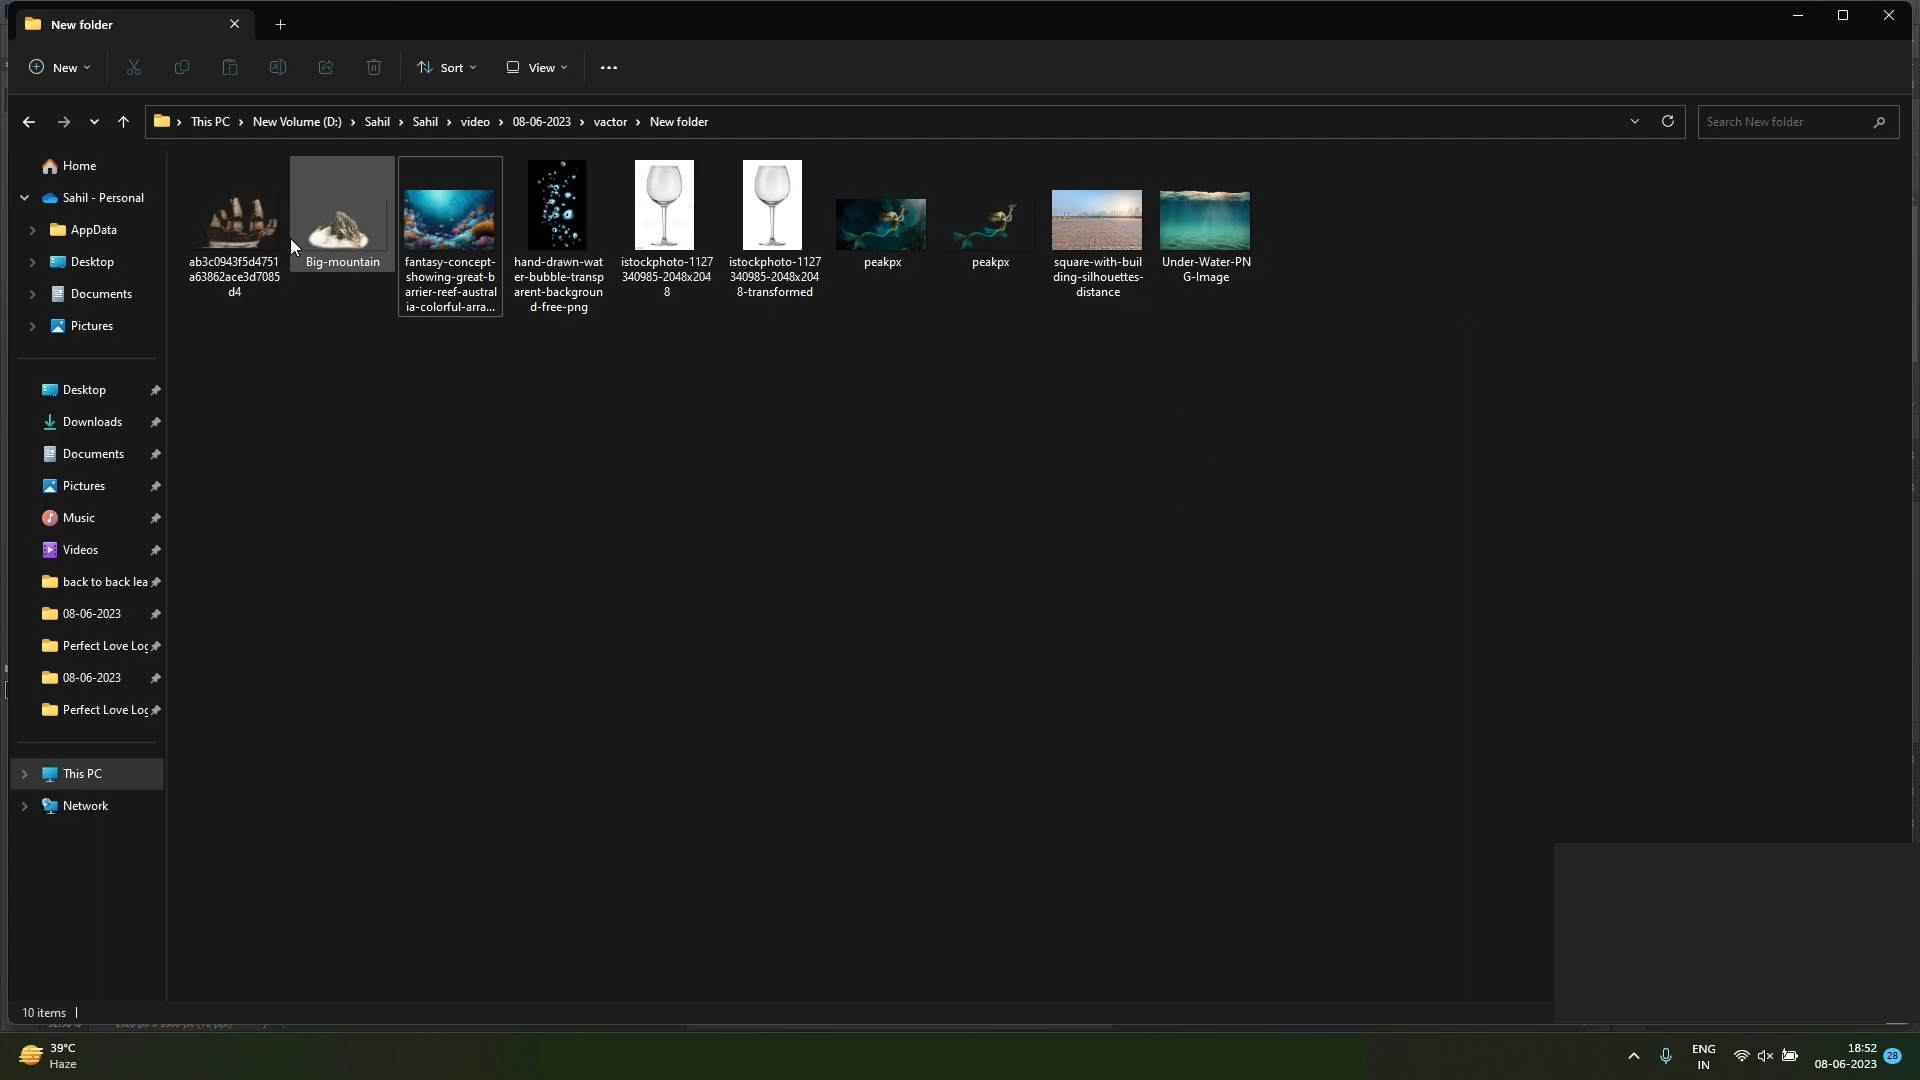 New folder
New
Sort
View
This PC
New Volume (D:)
Sahil
Sahil
video
08-06-2023
vactor
New folder
Search New folder
Home
Sahil - Personal
AppData
Desktop
Documents
Pictures
Desktop
Downloads
Documents
Pictures
Music
Videos
back to back lea
08-06-2023
Perfect Love Loc
08-06-2023
Perfect Love Loc
This PC
Network
ab3c0943f5d4751
a63862ace3d7085
d4
Big-mountain
fantasy-concept-
showing-great-b
arrier-reef-austral
ia-colorful-arra...
hand-drawn-wat
er-bubble-transp
arent-backgroun
d-free-png
istockphoto-1127
340985-2048x204
8
istockphoto-1127
340985-2048x204
8-transformed
peakpx
peakpx
square-with-buil
ding-silhouettes-
distance
Under-Water-PN
G-Image
10 items
39°C
Haze
ENG
IN
18:52
08-06-2023
28